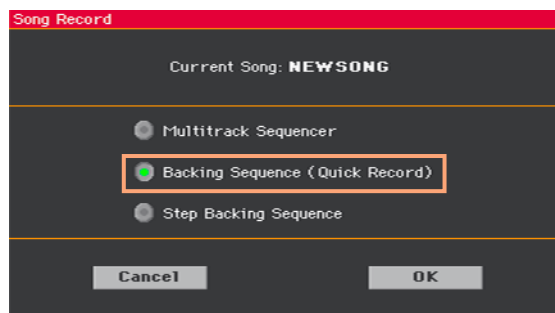 Song Record
Current Song: NEWSONG
Multitrack Sequencer
Backing Sequence (Quick Record)
Step Backing Sequence
Cancel OK